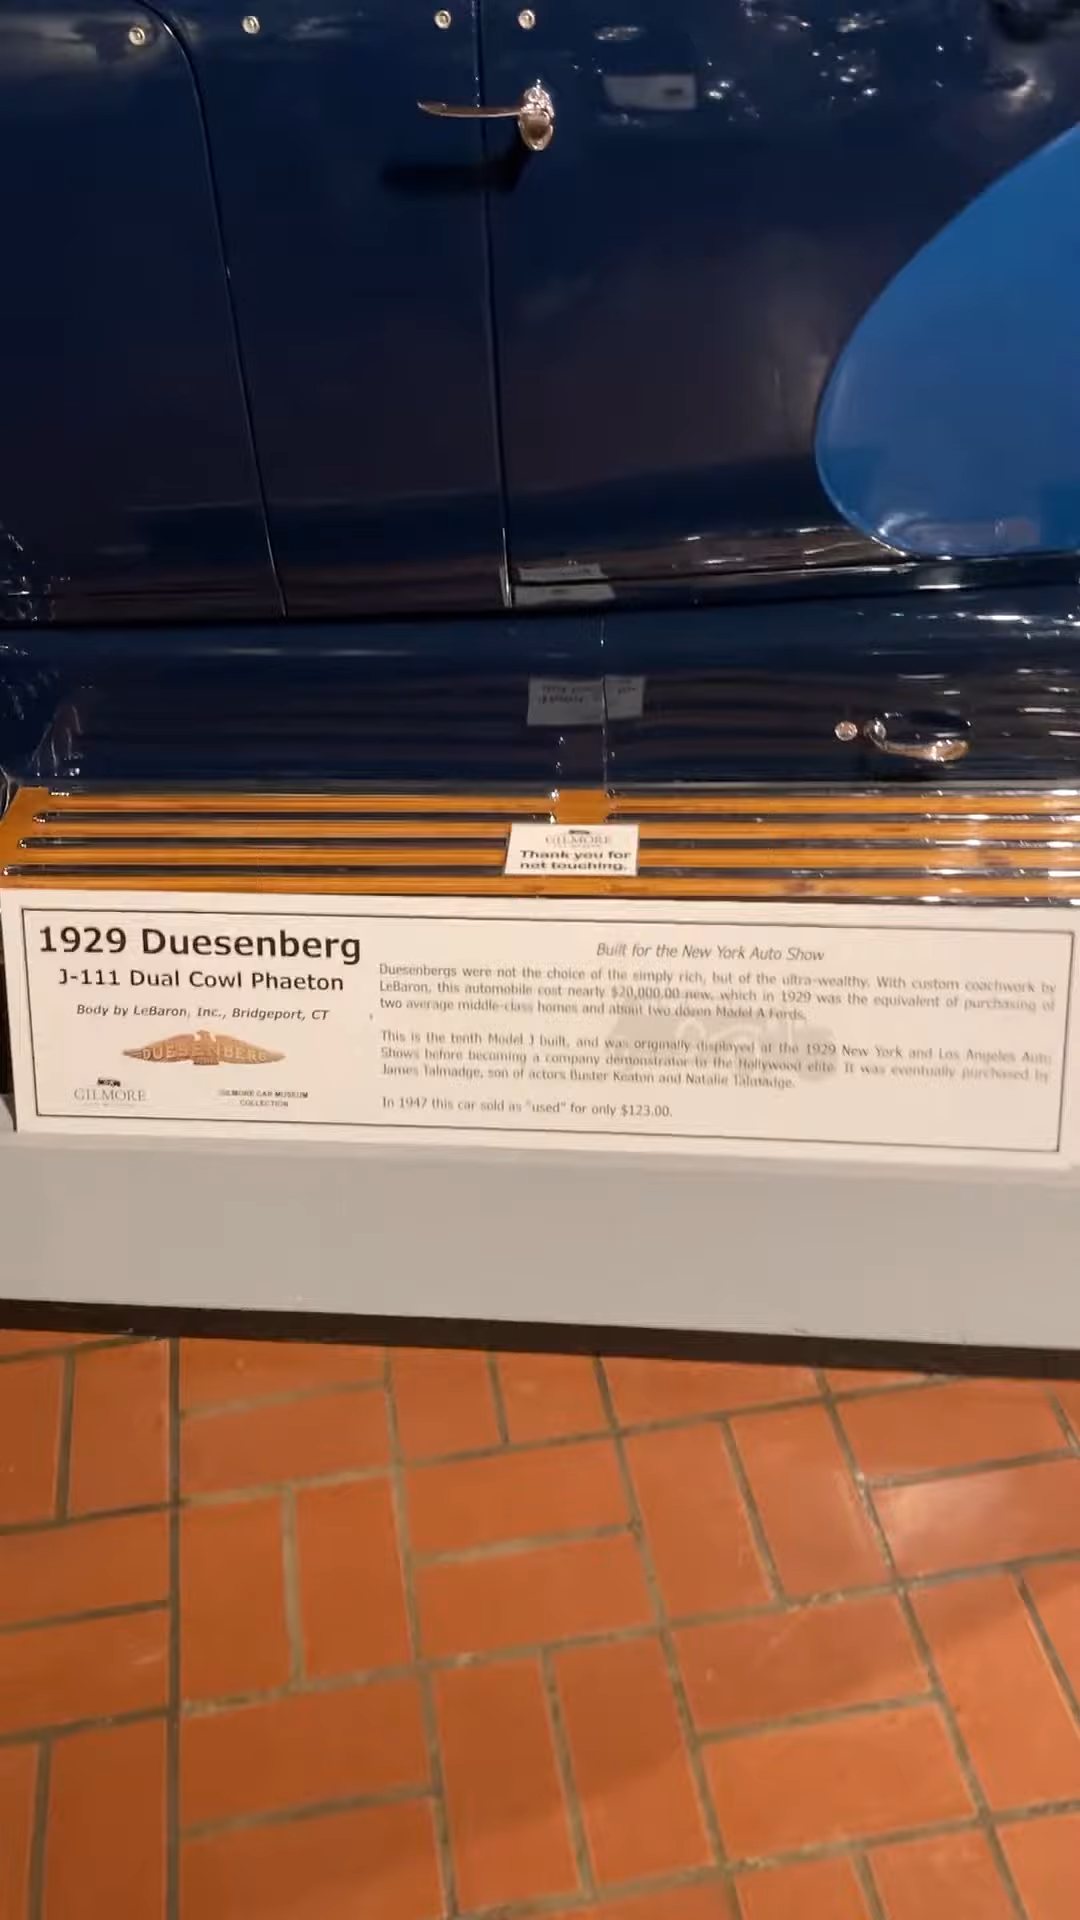 GILMORE
Thank you for
not touching.
1929 Duesenberg
J-111 Dual Cowl Phaeton
Body by LeBaron, Inc., Bridgeport, CT
DUESENBERG
GILMORE
GILMORE CAR MUSEUM
COLLECTION
Built for the New York Auto Show
Duesenbergs were not the choice of the simply rich, but of the ultra-wealthy. With custom coachwork by
LeBaron, this automobile cost nearly $20,000.00 new, which in 1929 was the equivalent of purchasing of
two average middle-class homes and about two dozen Model A Fords.
This is the tenth Model J built, and was originally displayed at the 1929 New York and Los Angeles Auto
Shows before becoming a company demonstrator to the Hollywood elite. It was eventually purchased by
James Talmadge, son of actors Buster Keaton and Natalie Talmadge.
In 1947 this car sold as "used" for only $123.00.